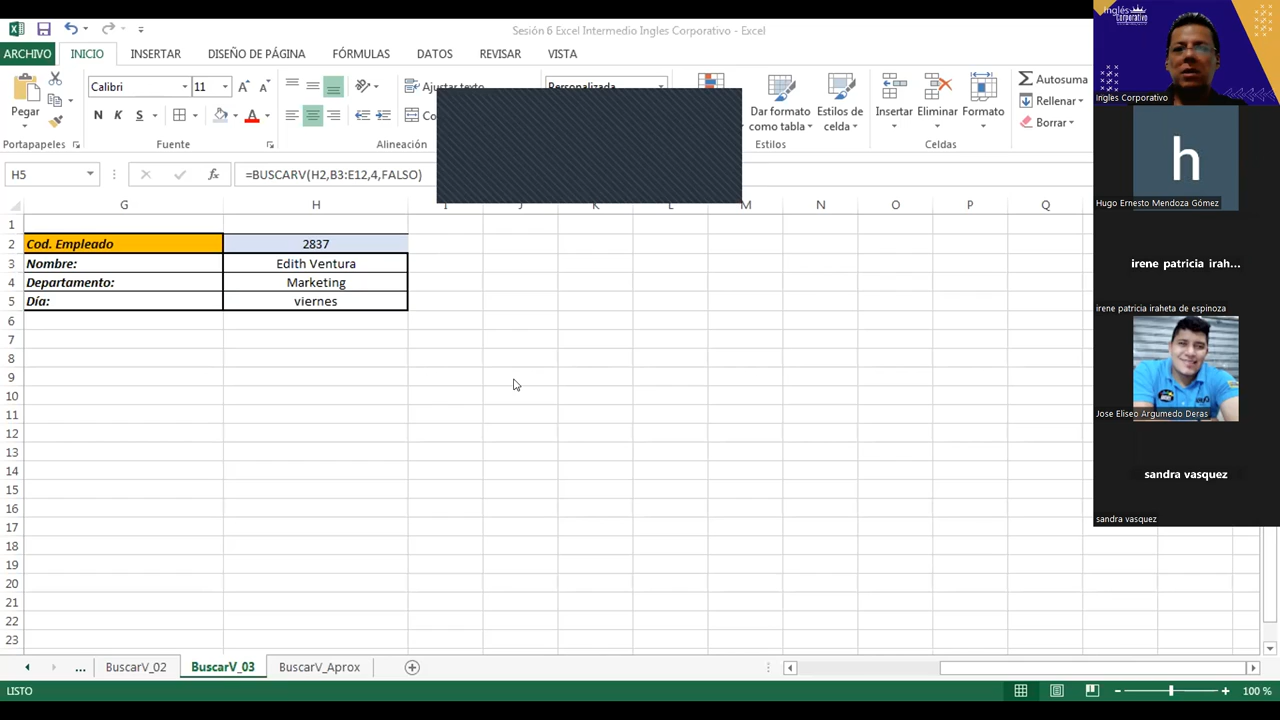 Sesión 6 Excel Intermedio Ingles Corporativo - Excel
ARCHIVO INICIO INSERTAR DISEÑO DE PÁGINA FÓRMULAS DATOS REVISAR VISTA
Calibri 11 Ajustar texto Personalizada
Pegar
N K S
Dar formato como tabla
Estilos de celda
Insertar Eliminar Formato
Autosuma
Rellenar
Borrar
Portapapeles Fuente Alineación Estilos Celdas
H5 fx =BUSCARV(H2,B3:E12,4,FALSO)
G H I J K L M N O P Q
1
2 Cod. Empleado 2837
3 Nombre: Edith Ventura
4 Departamento: Marketing
5 Día: viernes
6
7
8
9
10
11
12
13
14
15
16
17
18
19
20
21
22
23
... BuscarV_02 BuscarV_03 BuscarV_Aprox
LISTO 100 %
Inglés
Corporativo
Ingles Corporativo
h
Hugo Ernesto Mendoza Gómez
irene patricia irah...
irene patricia iraheta de espinoza
Jose Eliseo Argumedo Deras
sandra vasquez
sandra vasquez